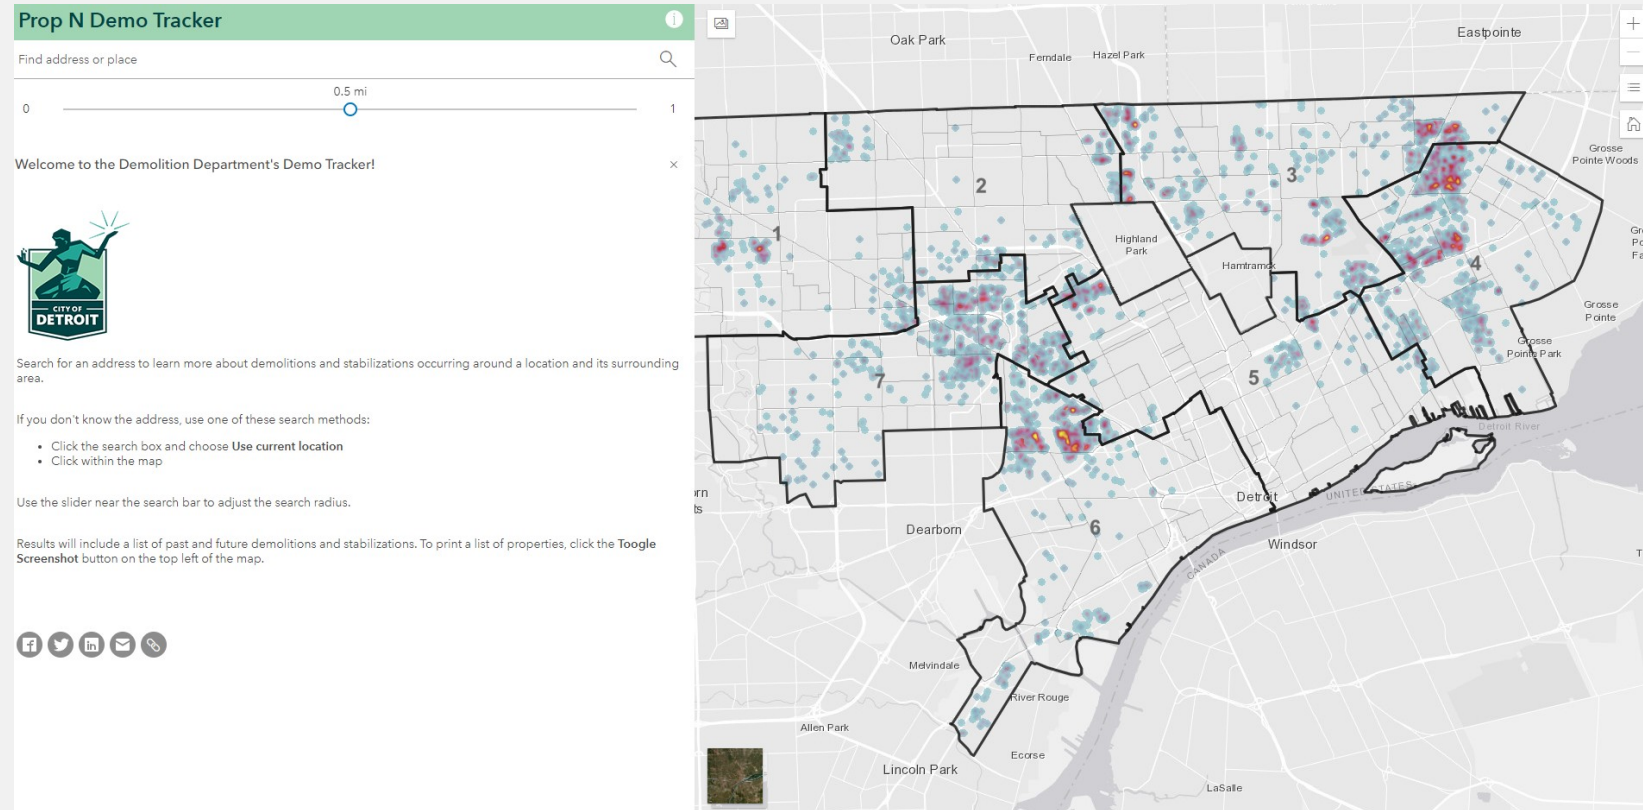 Prop N Demo Tracker
Find address or place
0.5 mi
0
1
Welcome to the Demolition Department's Demo Tracker!
CITY OF
DETROIT
Search for an address to learn more about demolitions and stabilizations occurring around a location and its surrounding
area.
If you don't know the address, use one of these search methods:
• Click the search box and choose Use current location
• Click within the map
Use the slider near the search bar to adjust the search radius.
Results will include a list of past and future demolitions and stabilizations. To print a list of properties, click the Toogle
Screenshot button on the top left of the map.
Oak Park
Eastpointe
Ferndale
Hazel Park
Grosse
Pointe Woods
3
2
1
Highland
Park
Hamtramck
4
Grosse
Pointe
Grosse
Pointe Park
5
7
Detroit River
UNITED STATES
Detroit
Dearborn
6
Windsor
CANADA
Melvindale
River Rouge
Allen Park
Ecorse
Lincoln Park
LaSalle